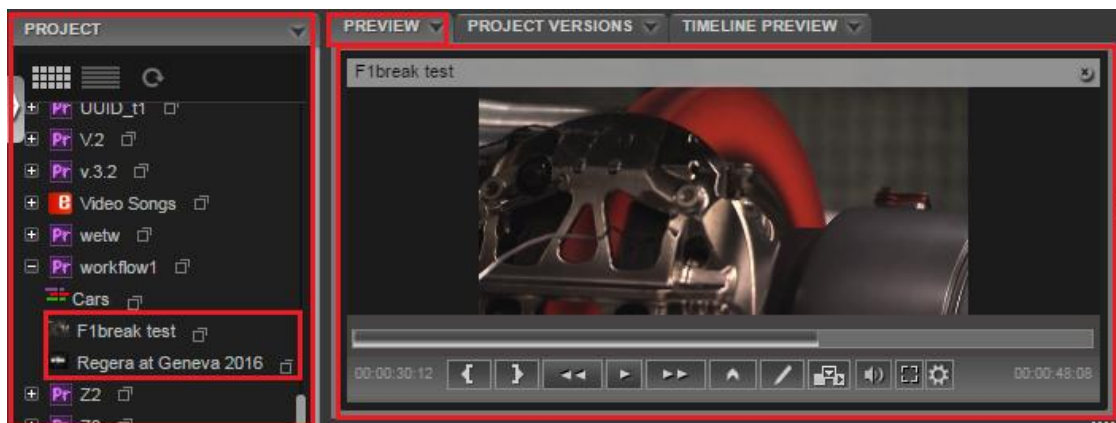 PROJECT
PREVIEW
PROJECT VERSIONS
TIMELINE PREVIEW
Pr UUID_t1
Pr V.2
Pr v.3.2
Video Songs
Pr wetw
Pr workflow1
Cars
F1break test
Regera at Geneva 2016
Pr Z2
F1break test
00:00:30:12
00:00:48:08